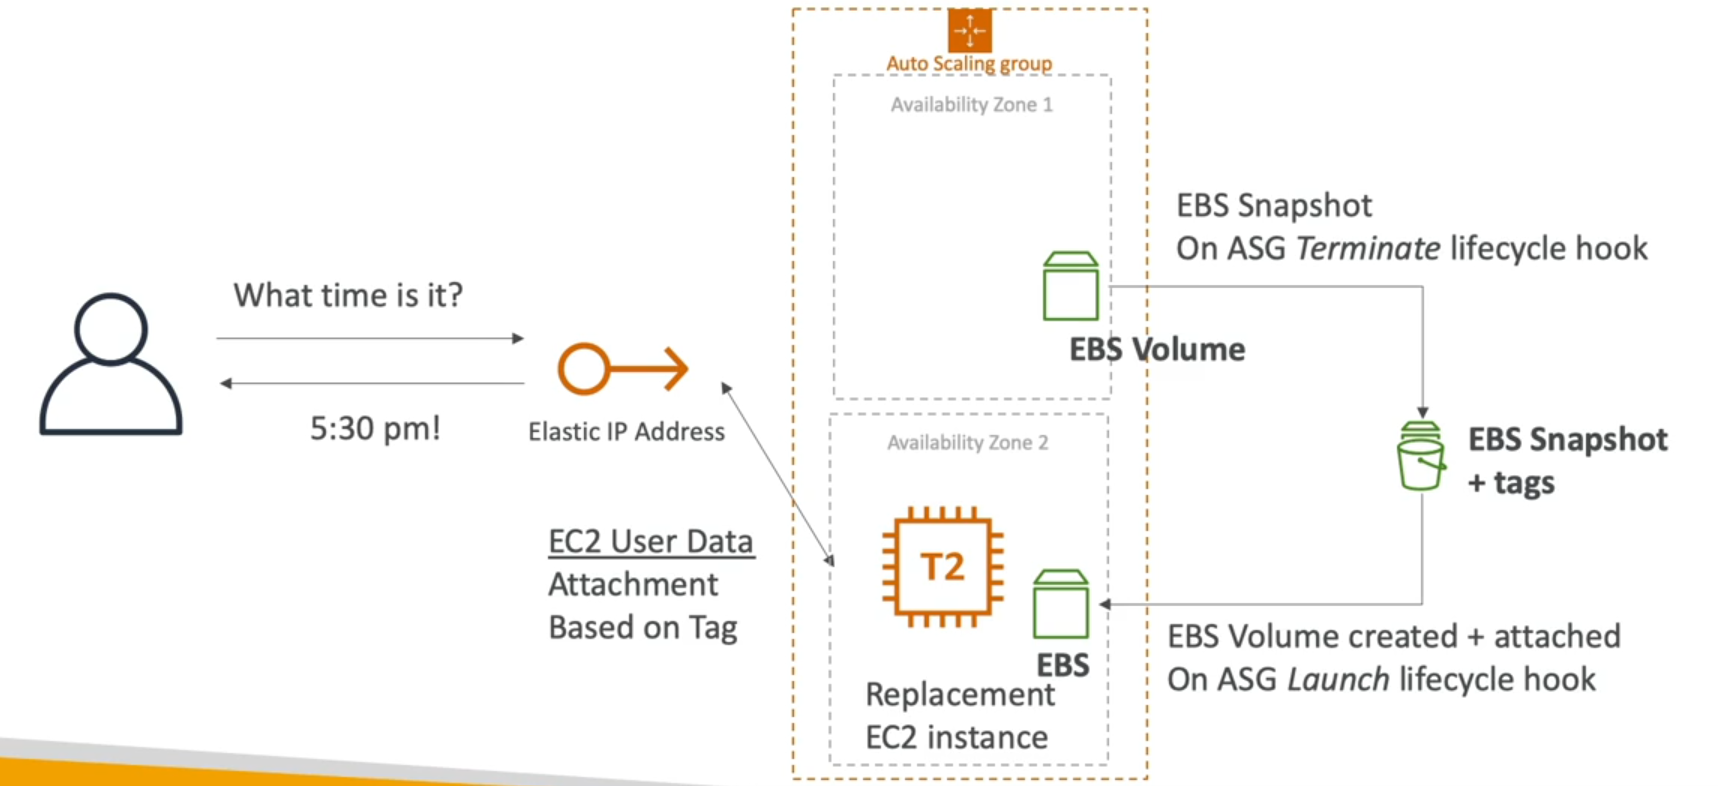 Auto Scaling group
Availability Zone 1
EBS Snapshot
On ASG Terminate lifecycle hook
What time is it?
EBS Volume
5:30 pm!
Elastic IP Address
Availability Zone 2
EBS Snapshot
+ tags
EC2 User Data
Attachment
Based on Tag
T2
EBS
Replacement
EC2 instance
EBS Volume created + attached
On ASG Launch lifecycle hook